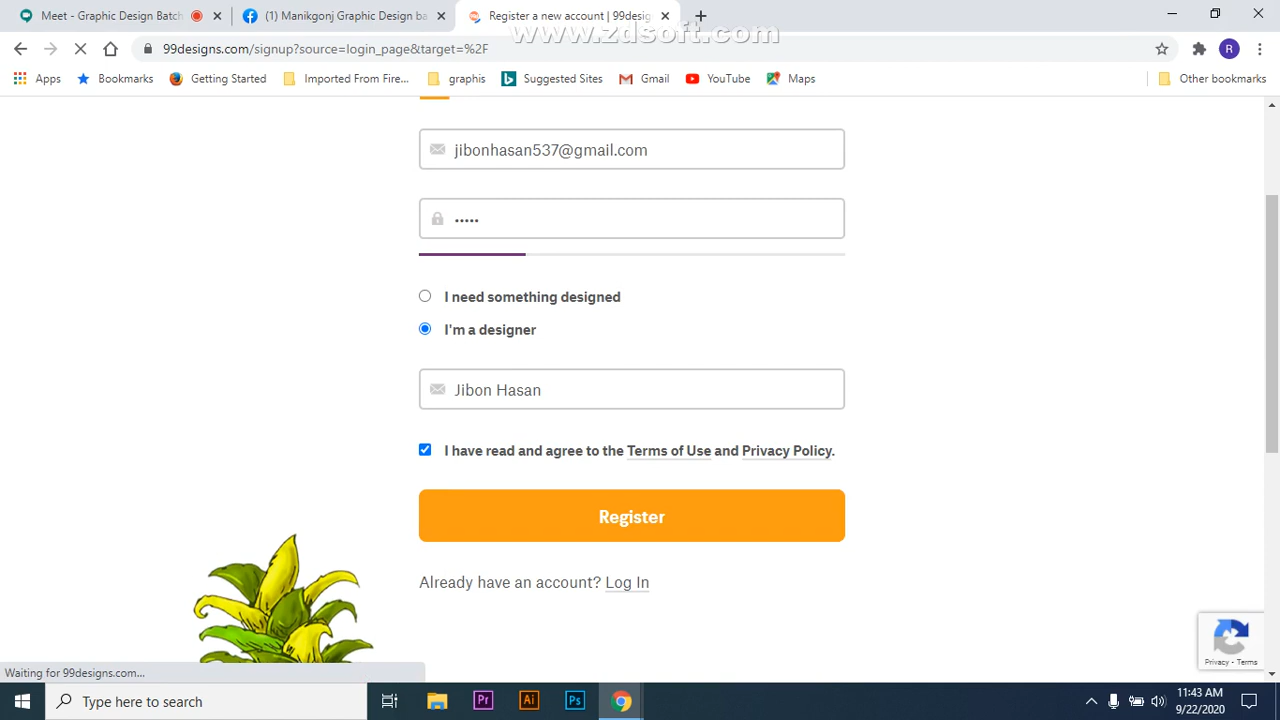 Meet - Graphic Design Batch
(1) Manikgonj Graphic Design ba
Register a new account | 99desig
www.zdsoft.com
99designs.com/signup?source=login_page&target=%2F
R
Apps
Bookmarks
Getting Started
Imported From Fire...
graphis
Suggested Sites
Gmail
YouTube
Maps
Other bookmarks
jibonhasan537@gmail.com
•••••
I need something designed
I'm a designer
Jibon Hasan
I have read and agree to the Terms of Use and Privacy Policy.
Register
Already have an account? Log In
Privacy - Terms
Waiting for 99designs.com...
Type here to search
Pr
Ai
Ps
11:43 AM
9/22/2020